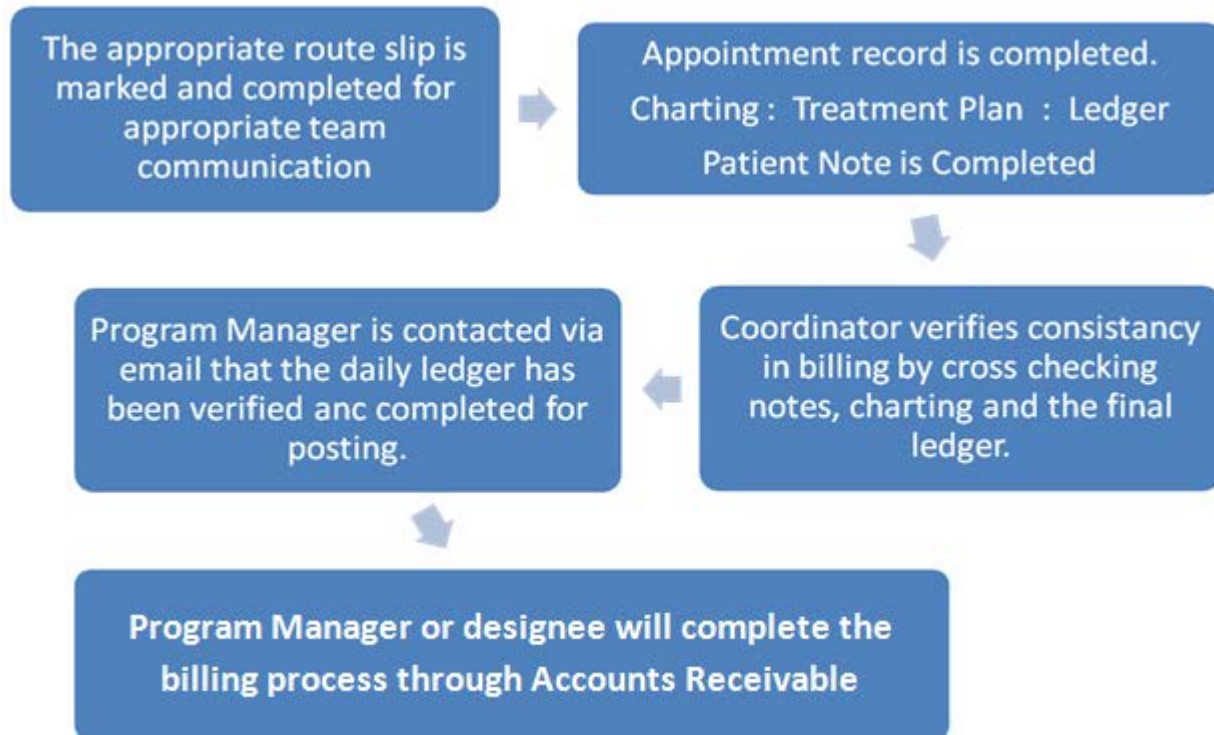 The appropriate route slip is
marked and completed for
appropriate team
communication
Appointment record is completed.
Charting : Treatment Plan : Ledger
Patient Note is Completed
Coordinator verifies consistancy
in billing by cross checking
notes, charting and the final
ledger.
Program Manager is contacted via
email that the daily ledger has
been verified anc completed for
posting.
Program Manager or designee will complete the
billing process through Accounts Receivable